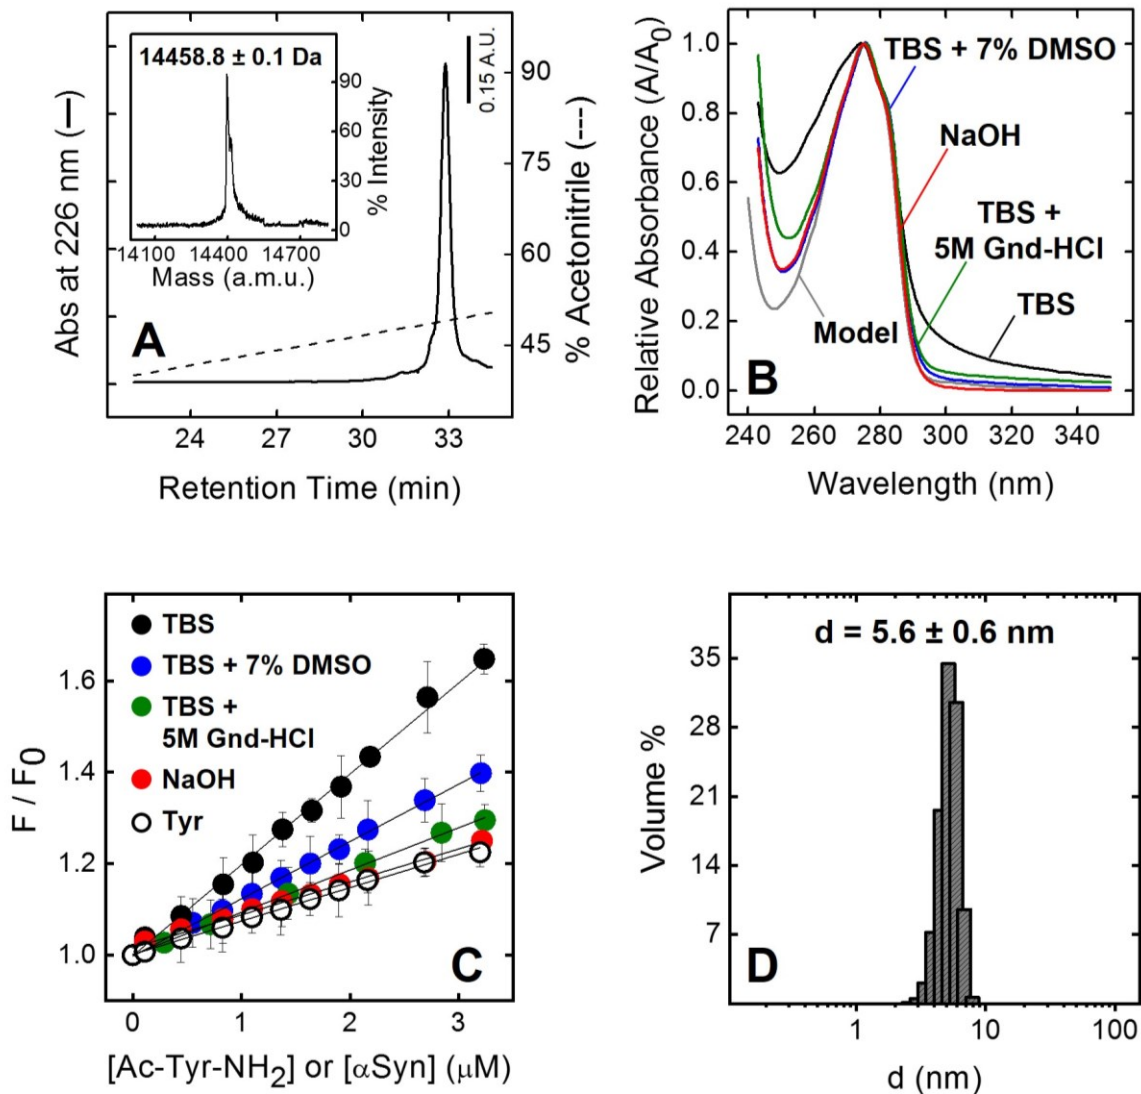 14458.8 ± 0.1 Da
Abs at 226 nm (—)
% Intensity
90
60
30
0
14100
14400
14700
Mass (a.m.u.)
0.15 A.U.
90
75
60
45
% Acetonitrile (---)
A
24
27
30
33
Retention Time (min)
Relative Absorbance (A/A0)
1.0
0.8
0.6
0.4
0.2
0.0
TBS + 7% DMSO
NaOH
TBS +
5M Gnd-HCl
TBS
Model
B
240
260
280
300
320
340
Wavelength (nm)
F / F0
1.6
1.4
1.2
1.0
TBS
TBS + 7% DMSO
TBS +
5M Gnd-HCl
NaOH
Tyr
C
0
1
2
3
[Ac-Tyr-NH2] or [αSyn] (μM)
d = 5.6 ± 0.6 nm
Volume %
35
28
21
14
7
D
1
10
100
d (nm)